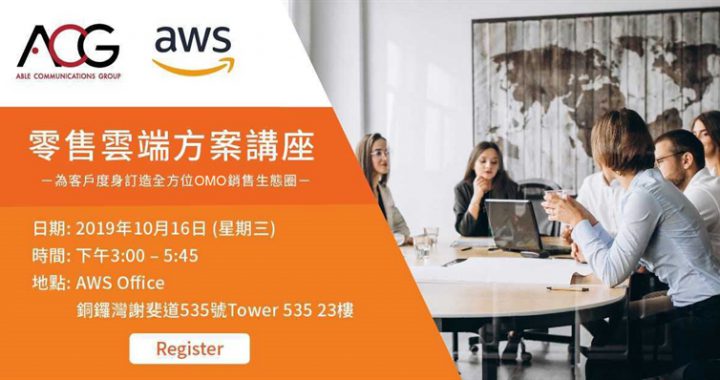 ACG
ABLE COMMUNICATIONS GROUP
aws
零售雲端方案講座
－為客戶度身訂造全方位OMO銷售生態圈－
日期: 2019年10月16日 (星期三)
時間: 下午3:00 – 5:45
地點: AWS Office
銅鑼灣謝斐道535號Tower 535 23樓
Register